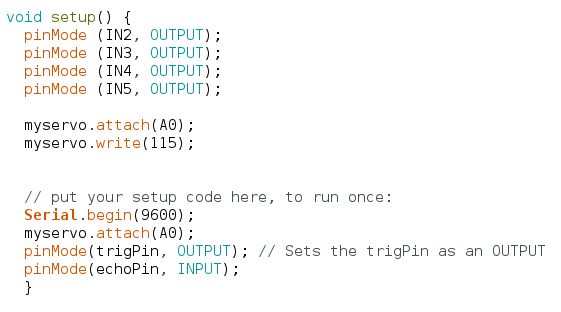 void setup() {
  pinMode (IN2, OUTPUT);
  pinMode (IN3, OUTPUT);
  pinMode (IN4, OUTPUT);
  pinMode (IN5, OUTPUT);

  myservo.attach(A0);
  myservo.write(115);


  // put your setup code here, to run once:
  Serial.begin(9600);
  myservo.attach(A0);
  pinMode(trigPin, OUTPUT); // Sets the trigPin as an OUTPUT
  pinMode(echoPin, INPUT);
  }